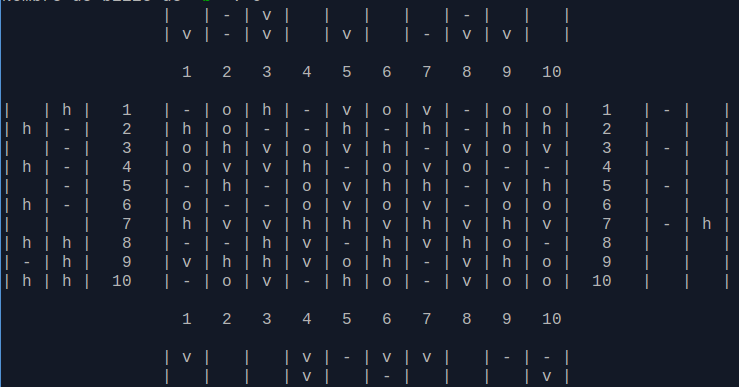 |   | - | v |   |   |   |   | - |   |   |
| v | - | v |   | v |   | - | v | v |   |
1 2 3 4 5 6 7 8 9 10
|   | h | 1 | - | o | h | - | v | o | v | - | o | o | 1 | - |   |
| h | - | 2 | h | o | - | - | h | - | h | - | h | h | 2 |   |   |
|   | - | 3 | o | h | v | o | v | h | - | v | o | v | 3 | - |   |
| h | - | 4 | o | v | v | h | - | o | v | o | - | - | 4 |   |   |
|   | - | 5 | - | h | - | o | v | h | h | - | v | h | 5 | - |   |
| h | - | 6 | o | - | - | o | v | o | v | - | o | o | 6 |   |   |
|   |   | 7 | h | v | v | h | h | v | h | v | h | v | 7 | - | h |
| h | h | 8 | - | - | h | v | - | h | v | h | o | - | 8 |   |   |
| - | h | 9 | v | h | h | v | o | h | - | v | h | o | 9 |   |   |
| h | h | 10 | - | o | v | - | h | o | - | v | o | o | 10 |   |   |
1 2 3 4 5 6 7 8 9 10
| v |   |   | v | - | v | v |   | - | - |
|   |   |   | v |   | - |   |   |   | v |